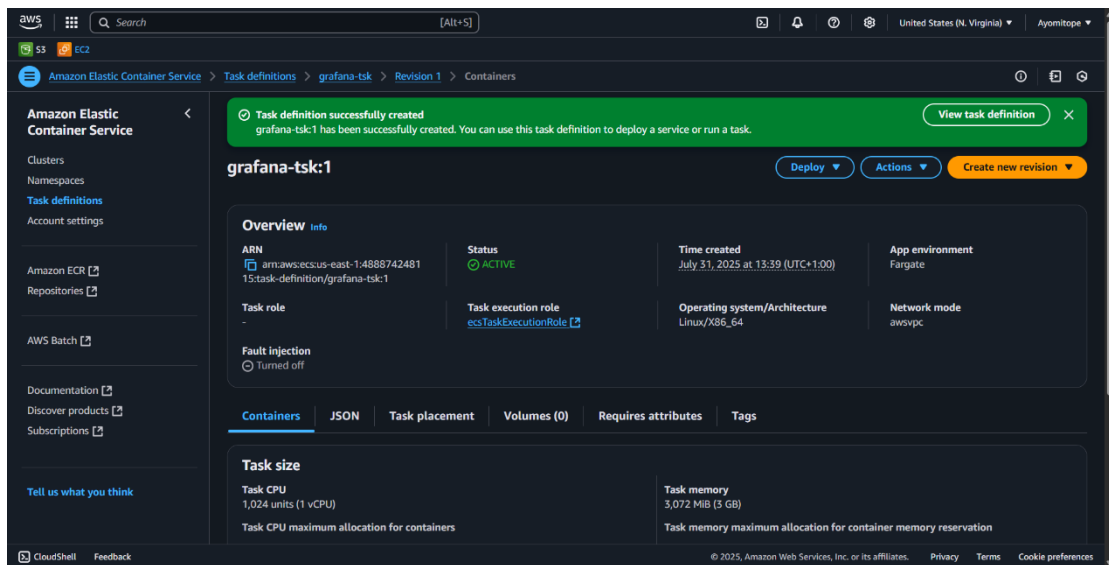 aws
Search [Alt+S]
United States (N. Virginia)
Ayomitope
S3
EC2
Amazon Elastic Container Service > Task definitions > grafana-tsk > Revision 1 > Containers
Amazon Elastic
Container Service
Clusters
Namespaces
Task definitions
Account settings
Amazon ECR
Repositories
AWS Batch
Documentation
Discover products
Subscriptions
Tell us what you think
Task definition successfully created
grafana-tsk:1 has been successfully created. You can use this task definition to deploy a service or run a task.
View task definition
grafana-tsk:1
Deploy
Actions
Create new revision
Overview Info
ARN
arn:aws:ecs:us-east-1:4888742481
15:task-definition/grafana-tsk:1
Status
ACTIVE
Time created
July 31, 2025 at 13:39 (UTC+1:00)
App environment
Fargate
Task role
-
Task execution role
ecsTaskExecutionRole
Operating system/Architecture
Linux/X86_64
Network mode
awsvpc
Fault injection
Turned off
Containers
JSON
Task placement
Volumes (0)
Requires attributes
Tags
Task size
Task CPU
1,024 units (1 vCPU)
Task memory
3,072 MiB (3 GB)
Task CPU maximum allocation for containers
Task memory maximum allocation for container memory reservation
CloudShell
Feedback
© 2025, Amazon Web Services, Inc. or its affiliates.
Privacy
Terms
Cookie preferences